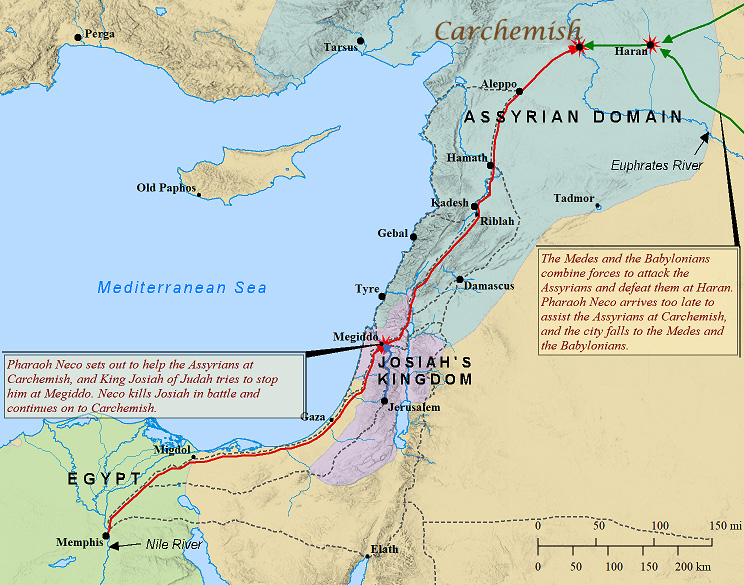 Carchemish
Perga
Tarsus
Haran
Aleppo
ASSYRIAN DOMAIN
Hamath
Euphrates River
Old Paphos
Kadesh
Tadmor
Riblah
Gebal
The Medes and the Babylonians
combine forces to attack the
Assyrians and defeat them at Haran.
Pharaoh Neco arrives too late to
assist the Assyrians at Carchemish,
and the city falls to the Medes and
the Babylonians.
Mediterranean Sea
Tyre
Damascus
Megiddo
Pharaoh Neco sets out to help the Assyrians at
Carchemish, and King Josiah of Judah tries to stop
him at Megiddo. Neco kills Josiah in battle and
continues on to Carchemish.
JOSIAH'S
KINGDOM
Jerusalem
Gaza
Migdol
EGYPT
Memphis
Nile River
Elath
0 50 100 150 mi
0 50 100 150 200 km